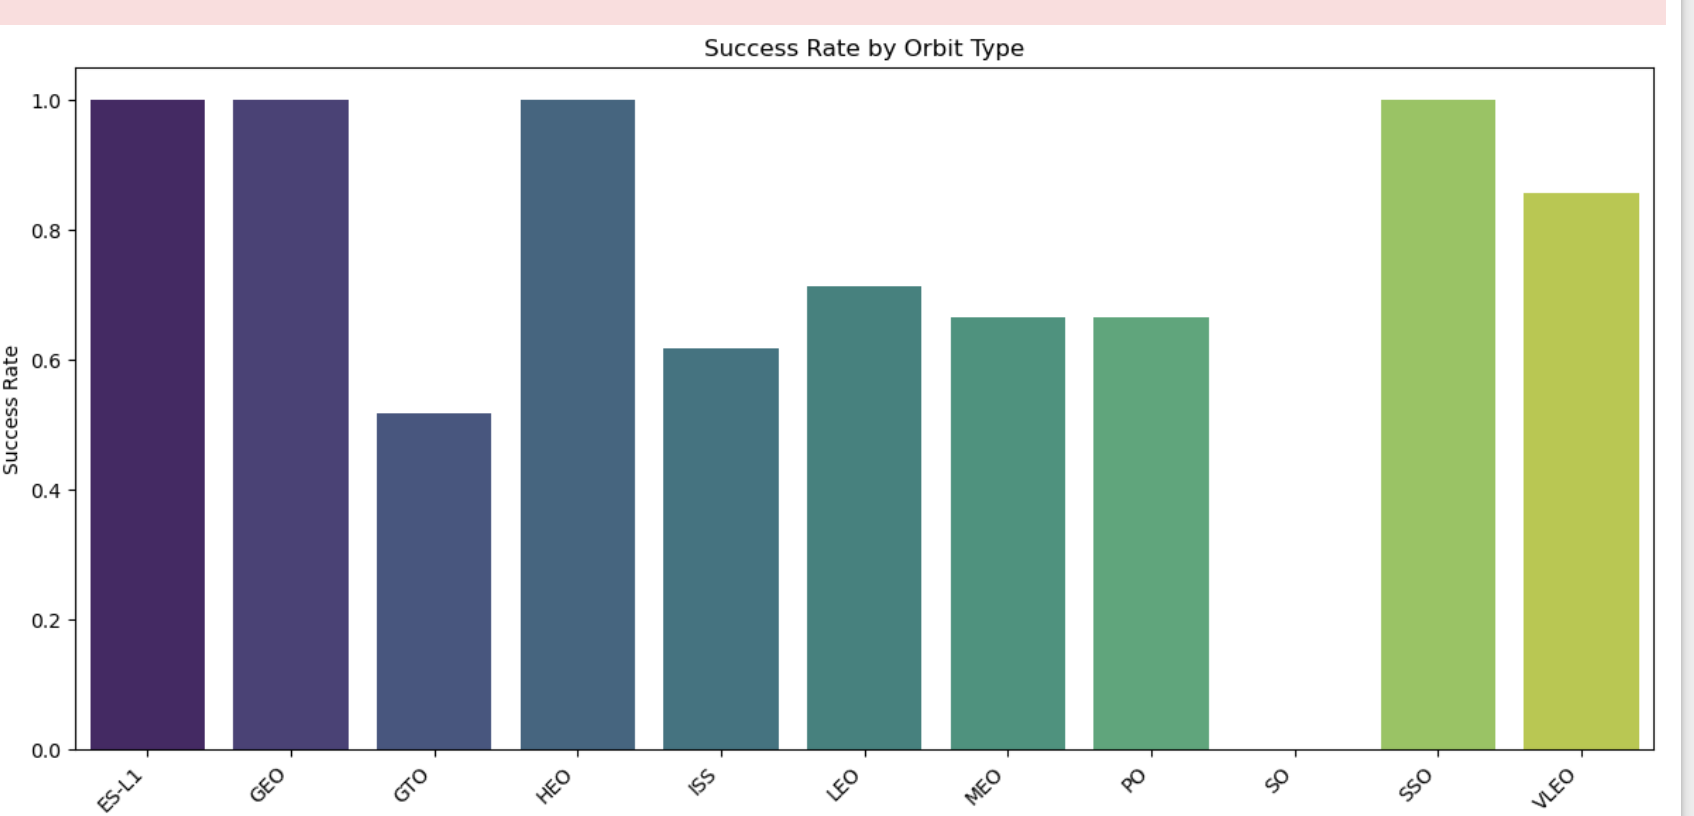 Success Rate by Orbit Type
Success Rate
1.0
0.8
0.6
0.4
0.2
0.0
ES-L1
GEO
GTO
HEO
ISS
LEO
MEO
PO
SO
SSO
VLEO